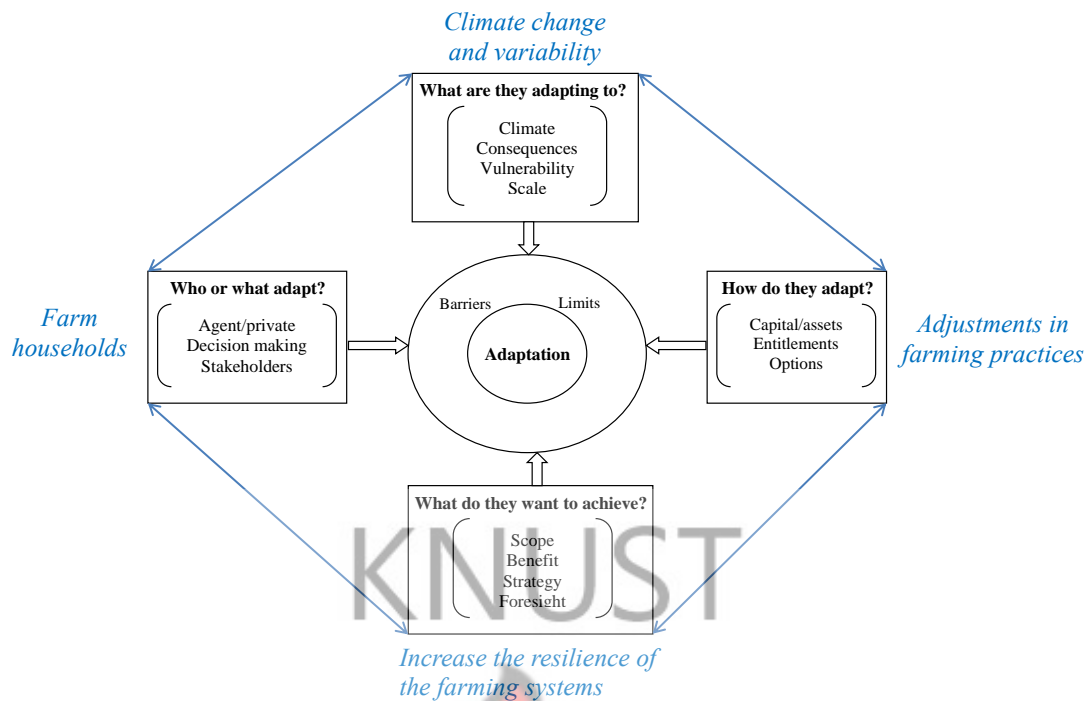 Climate change
and variability
What are they adapting to?
Climate
Consequences
Vulnerability
Scale
Farm
households
Who or what adapt?
Agent/private
Decision making
Stakeholders
Barriers
Limits
Adaptation
How do they adapt?
Capital/assets
Entitlements
Options
Adjustments in
farming practices
What do they want to achieve?
Scope
Benefit
Strategy
Foresight
KNUST
Increase the resilience of
the farming systems